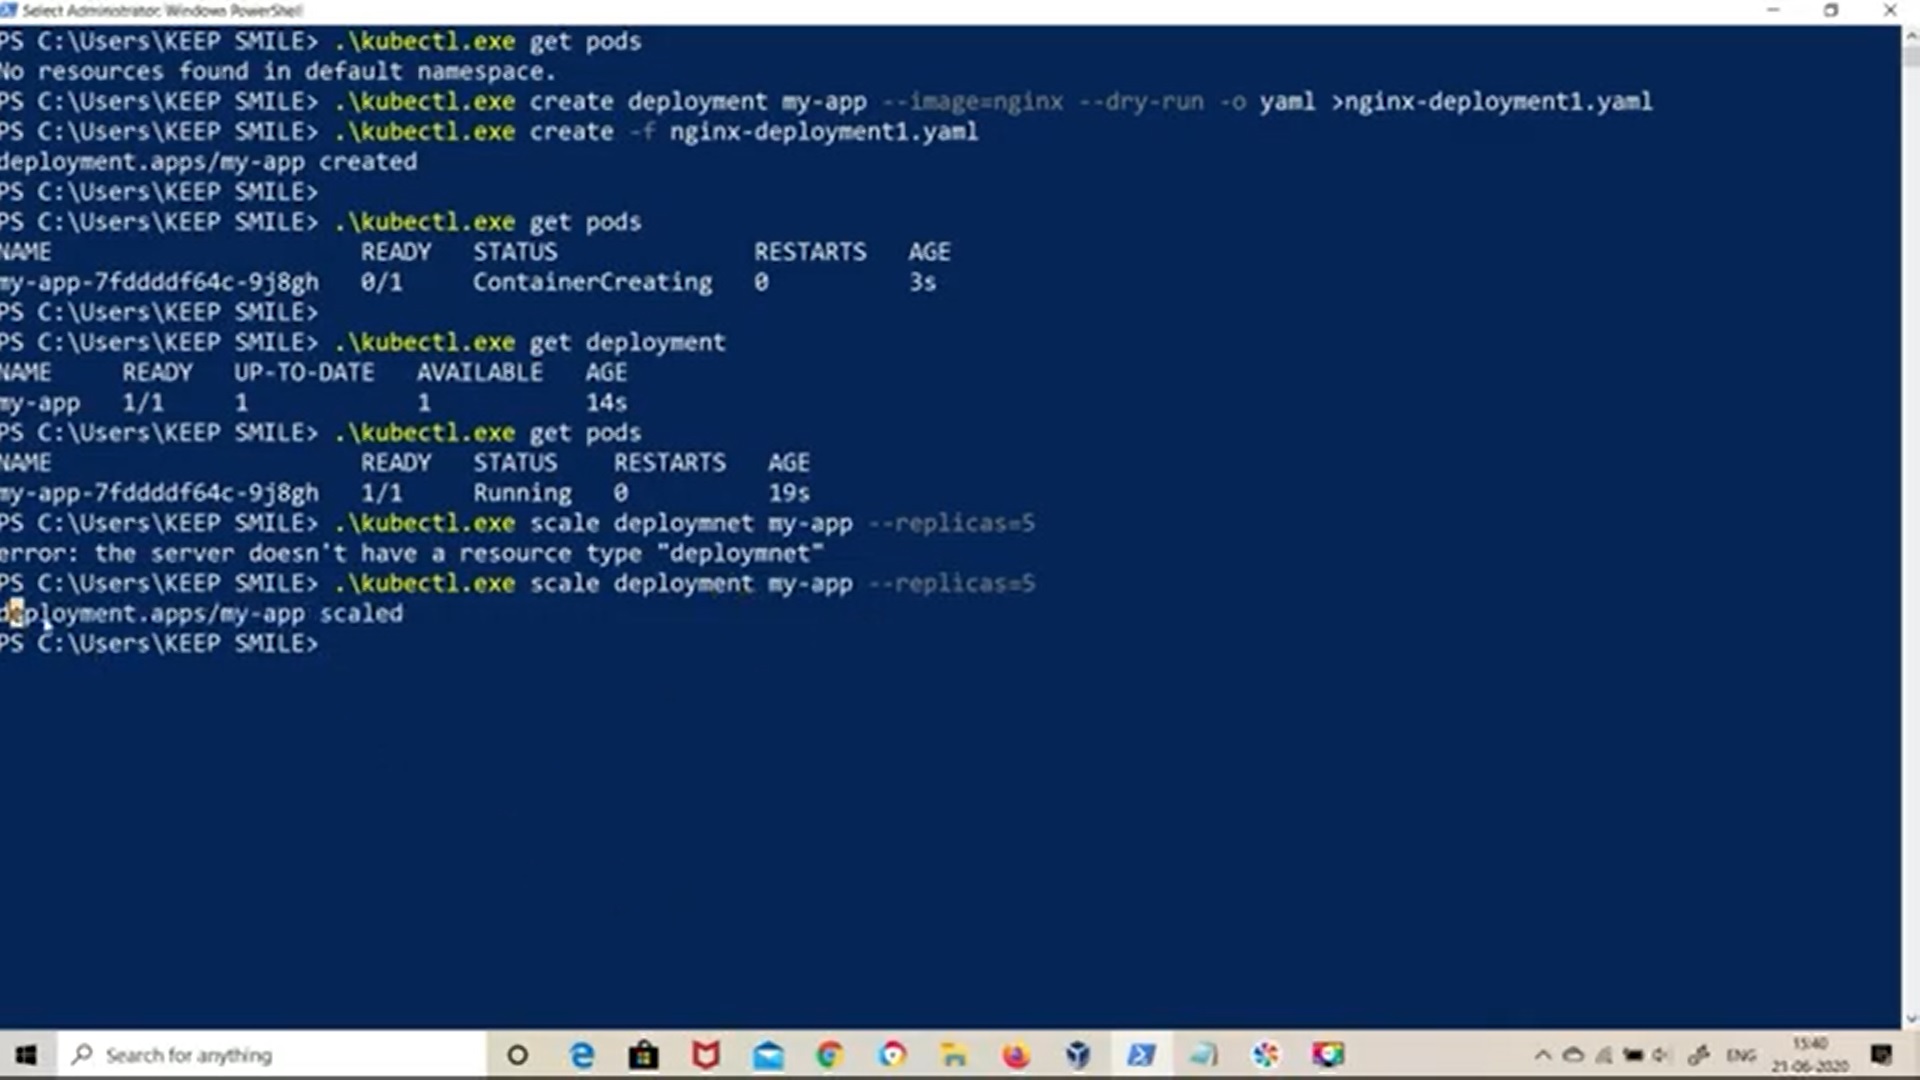 Select Administrator: Windows PowerShell
PS C:\Users\KEEP SMILE> .\kubectl.exe get pods
No resources found in default namespace.
PS C:\Users\KEEP SMILE> .\kubectl.exe create deployment my-app --image=nginx --dry-run -o yaml >nginx-deployment1.yaml
PS C:\Users\KEEP SMILE> .\kubectl.exe create -f nginx-deployment1.yaml
deployment.apps/my-app created
PS C:\Users\KEEP SMILE>
PS C:\Users\KEEP SMILE> .\kubectl.exe get pods
NAME READY STATUS RESTARTS AGE
my-app-7fddddf64c-9j8gh 0/1 ContainerCreating 0 3s
PS C:\Users\KEEP SMILE>
PS C:\Users\KEEP SMILE> .\kubectl.exe get deployment
NAME READY UP-TO-DATE AVAILABLE AGE
my-app 1/1 1 1 14s
PS C:\Users\KEEP SMILE> .\kubectl.exe get pods
NAME READY STATUS RESTARTS AGE
my-app-7fddddf64c-9j8gh 1/1 Running 0 19s
PS C:\Users\KEEP SMILE> .\kubectl.exe scale deploymnet my-app --replicas=5
error: the server doesn't have a resource type "deploymnet"
PS C:\Users\KEEP SMILE> .\kubectl.exe scale deployment my-app --replicas=5
deployment.apps/my-app scaled
PS C:\Users\KEEP SMILE>
Search for anything
ENG
15:40
21-06-2020